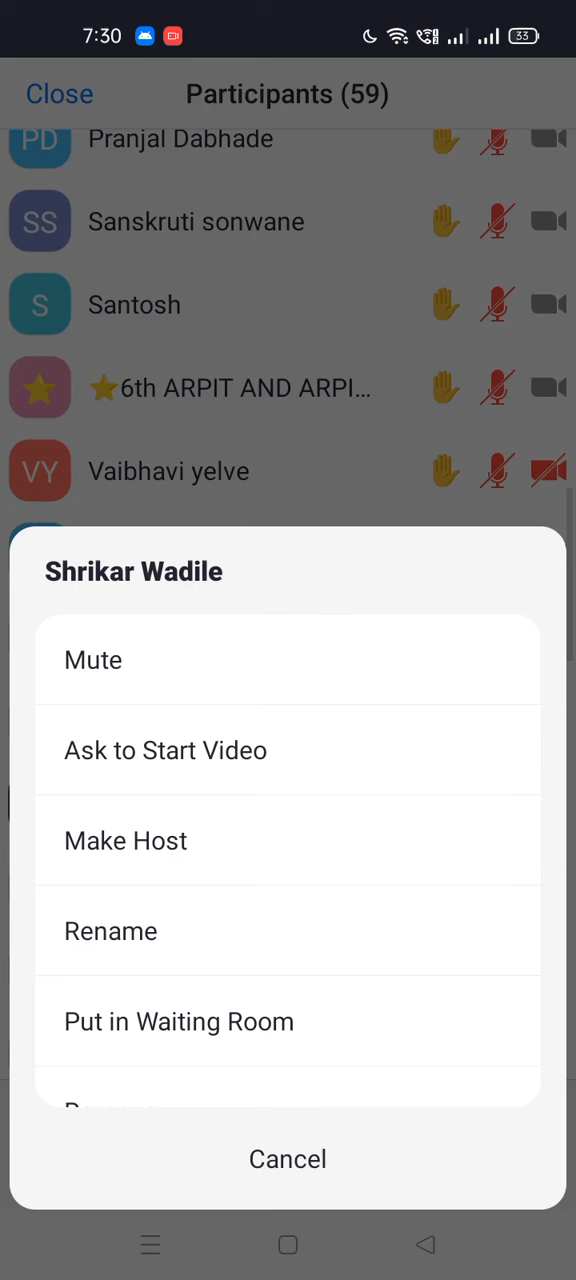 7:30 33
Close Participants (59)
PD Pranjal Dabhade
SS Sanskruti sonwane
S Santosh
⭐6th ARPIT AND ARPI...
VY Vaibhavi yelve
Shrikar Wadile
Mute
Ask to Start Video
Make Host
Rename
Put in Waiting Room
Cancel